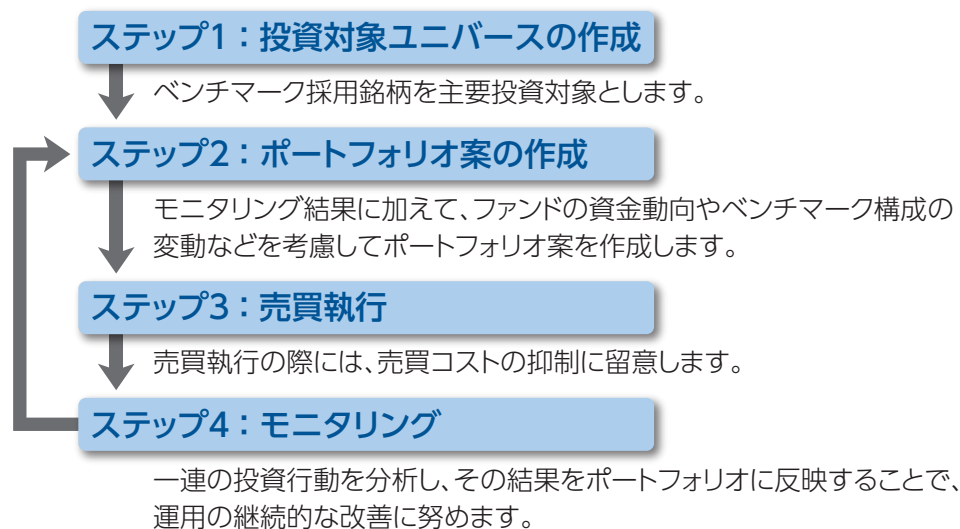 ステップ1：投資対象ユニバースの作成
ベンチマーク採用銘柄を主要投資対象とします。
ステップ2：ポートフォリオ案の作成
モニタリング結果に加えて、ファンドの資金動向やベンチマーク構成の
変動などを考慮してポートフォリオ案を作成します。
ステップ3：売買執行
売買執行の際には、売買コストの抑制に留意します。
ステップ4：モニタリング
一連の投資行動を分析し、その結果をポートフォリオに反映することで、
運用の継続的な改善に努めます。